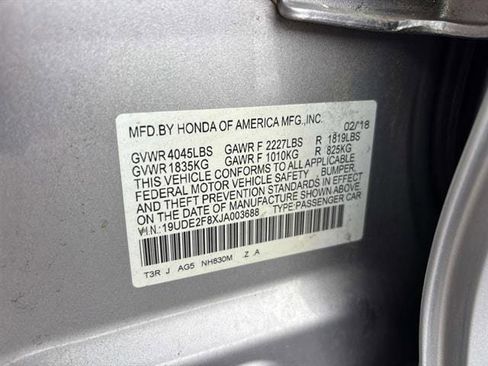 MFD.BY HONDA OF AMERICA MFG.,INC. 02/18
GVWR 4045LBS GAWR F 2227LBS R 1819LBS
GVWR 1835KG GAWR F 1010KG R 825KG
THIS VEHICLE CONFORMS TO ALL APPLICABLE
FEDERAL MOTOR VEHICLE SAFETY, BUMPER,
AND THEFT PREVENTION STANDARDS IN EFFECT
ON THE DATE OF MANUFACTURE SHOWN ABOVE.
V.I.N.:19UDE2F8XJA003688 TYPE:PASSENGER CAR
T3R J AG5 NH830M Z A